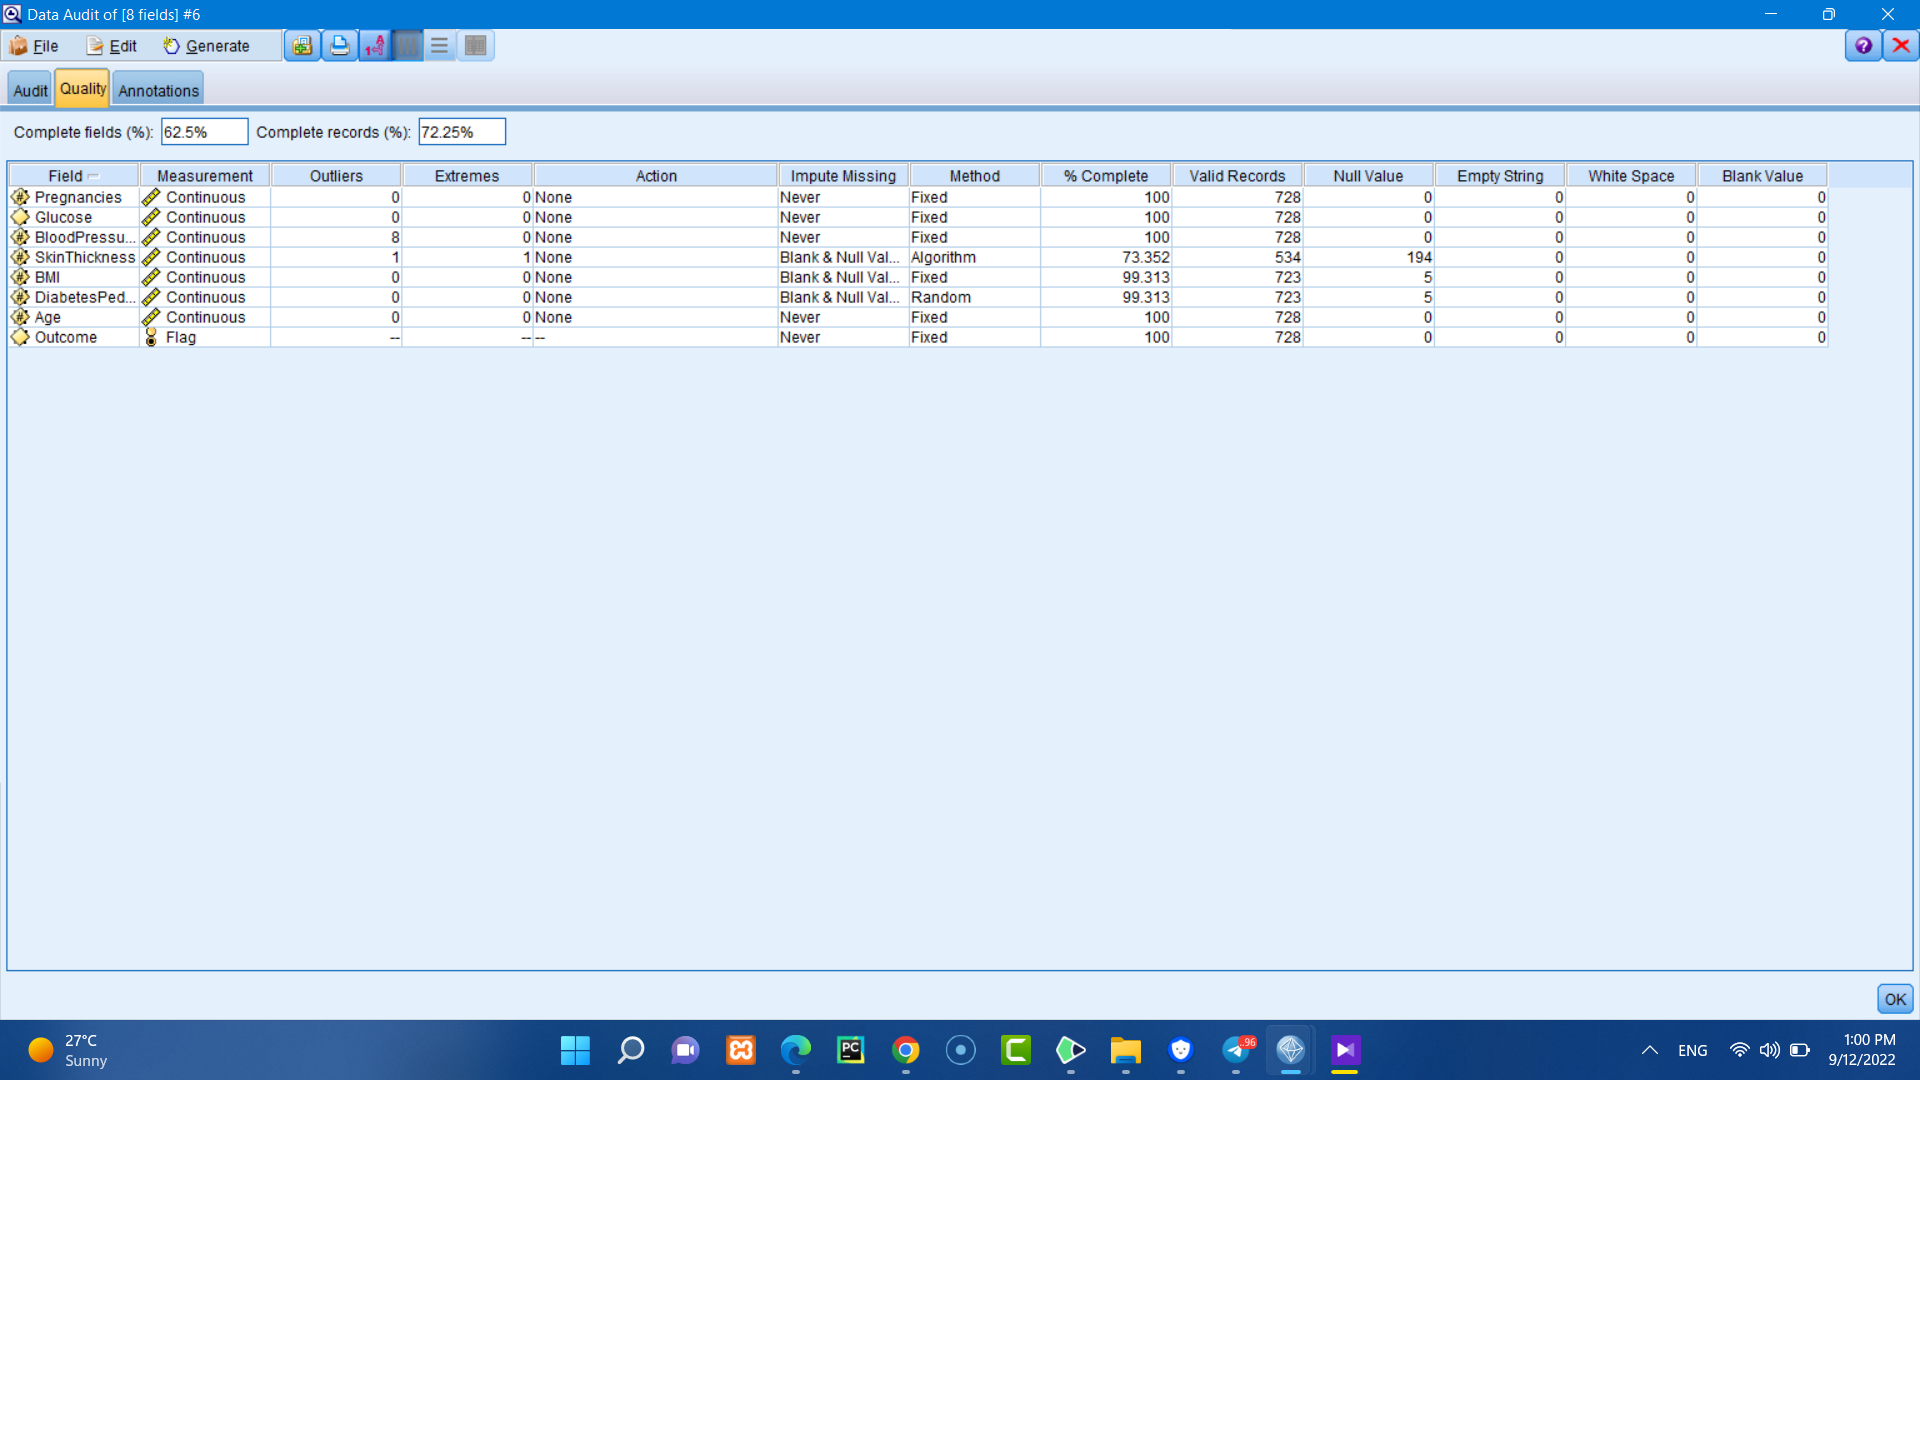 Data Audit of [8 fields] #6
File Edit Generate
Audit Quality Annotations
Complete fields (%): 62.5% Complete records (%): 72.25%
Field Measurement Outliers Extremes Action Impute Missing Method % Complete Valid Records Null Value Empty String White Space Blank Value
Pregnancies Continuous 0 0 None Never Fixed 100 728 0 0 0 0
Glucose Continuous 0 0 None Never Fixed 100 728 0 0 0 0
BloodPressu... Continuous 8 0 None Never Fixed 100 728 0 0 0 0
SkinThickness Continuous 1 1 None Blank & Null Val... Algorithm 73.352 534 194 0 0 0
BMI Continuous 0 0 None Blank & Null Val... Fixed 99.313 723 5 0 0 0
DiabetesPed... Continuous 0 0 None Blank & Null Val... Random 99.313 723 5 0 0 0
Age Continuous 0 0 None Never Fixed 100 728 0 0 0 0
Outcome Flag -- -- -- Never Fixed 100 728 0 0 0 0
OK
27°C
Sunny
PC
..96
ENG
1:00 PM
9/12/2022